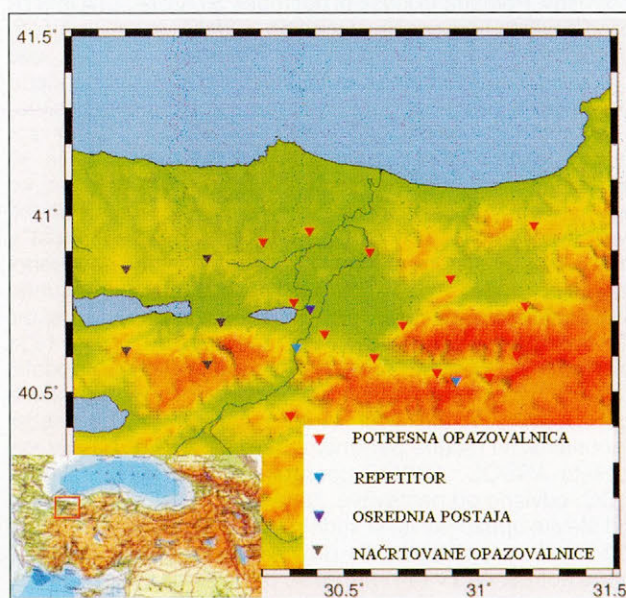 41.5°
41°
40.5°
POTRESNA OPAZOVALNICA
REPETITOR
OSREDNJA POSTAJA
NAČRTOVANE OPAZOVALNICE
30.5° 31° 31.5°